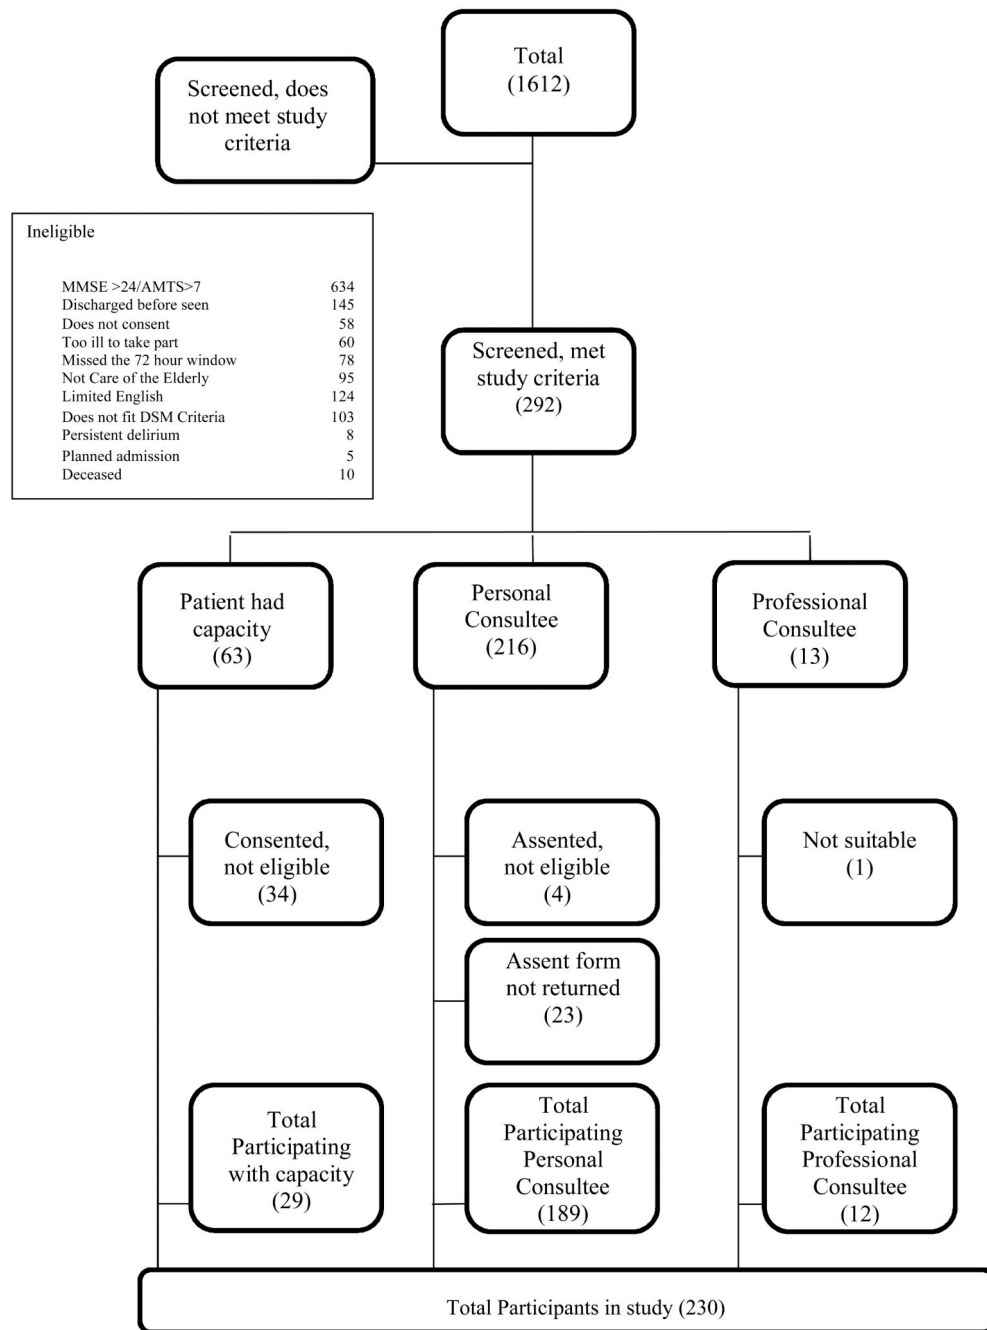 Total
(1612)
Screened, does
not meet study
criteria
Ineligible
MMSE >24/AMTS>7 634
Discharged before seen 145
Does not consent 58
Too ill to take part 60
Missed the 72 hour window 78
Not Care of the Elderly 95
Limited English 124
Does not fit DSM Criteria 103
Persistent delirium 8
Planned admission 5
Deceased 10
Screened, met
study criteria
(292)
Patient had
capacity
(63)
Personal
Consultee
(216)
Professional
Consultee
(13)
Consented,
not eligible
(34)
Assented,
not eligible
(4)
Not suitable
(1)
Assent form
not returned
(23)
Total
Participating
with capacity
(29)
Total
Participating
Personal
Consultee
(189)
Total
Participating
Professional
Consultee
(12)
Total Participants in study (230)